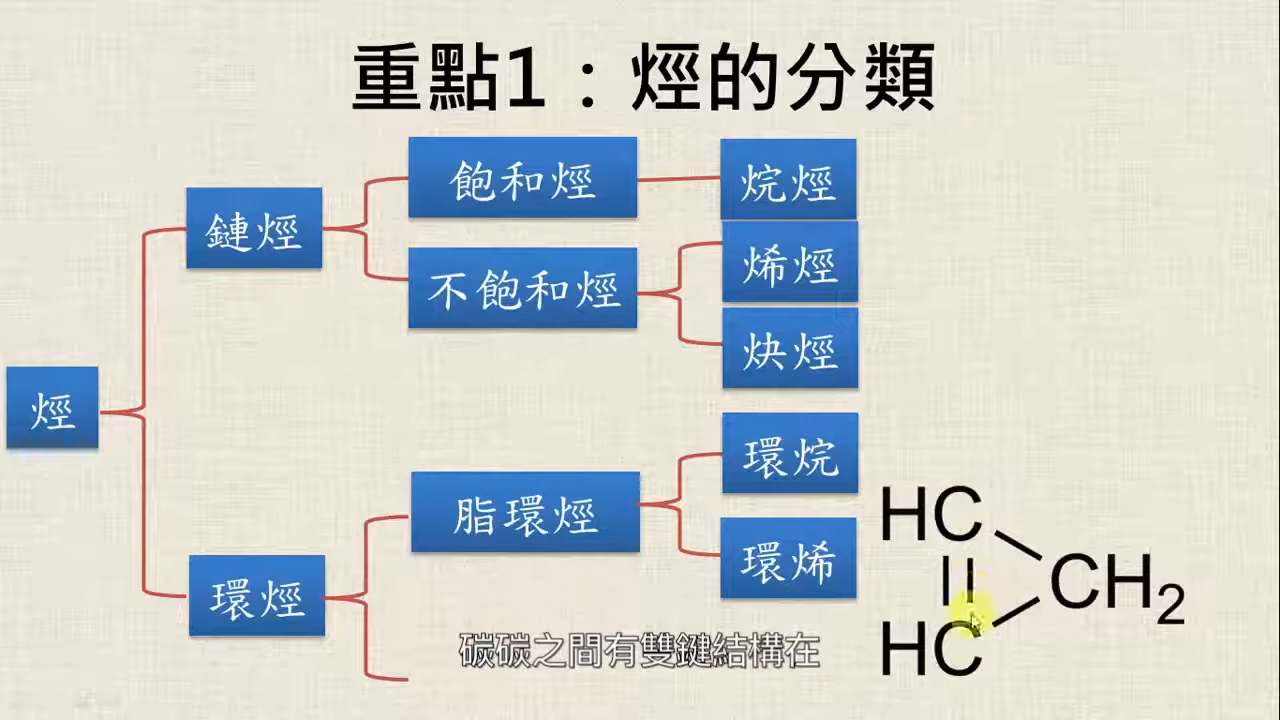 重點1：烴的分類
烴
鏈烴
飽和烴
烷烴
不飽和烴
烯烴
炔烴
環烴
脂環烴
環烷
環烯
HC
||
CH₂
HC
碳碳之間有雙鍵結構在